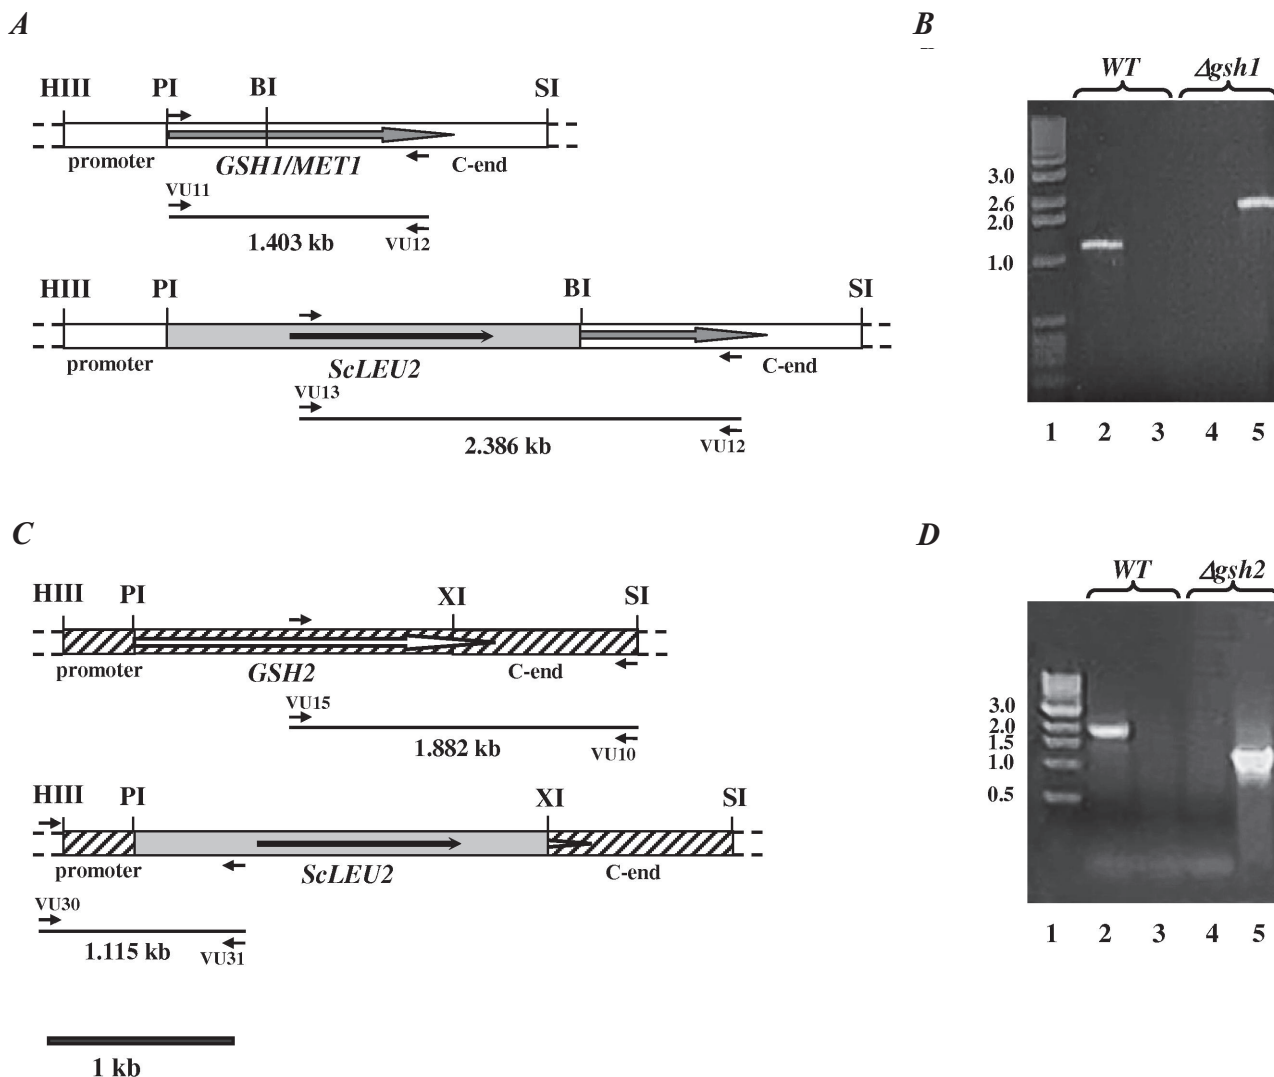 A
HIII PI BI SI
promoter GSH1/MET1 C-end
VU11
1.403 kb VU12
HIII PI BI SI
promoter ScLEU2 C-end
VU13
2.386 kb VU12
B
WT Δgsh1
3.0
2.6
2.0
1.0
1 2 3 4 5
C
HIII PI XI SI
promoter GSH2 C-end
VU15
1.882 kb VU10
HIII PI XI SI
promoter ScLEU2 C-end
VU30
1.115 kb VU31
1 kb
D
WT Δgsh2
3.0
2.0
1.5
1.0
0.5
1 2 3 4 5